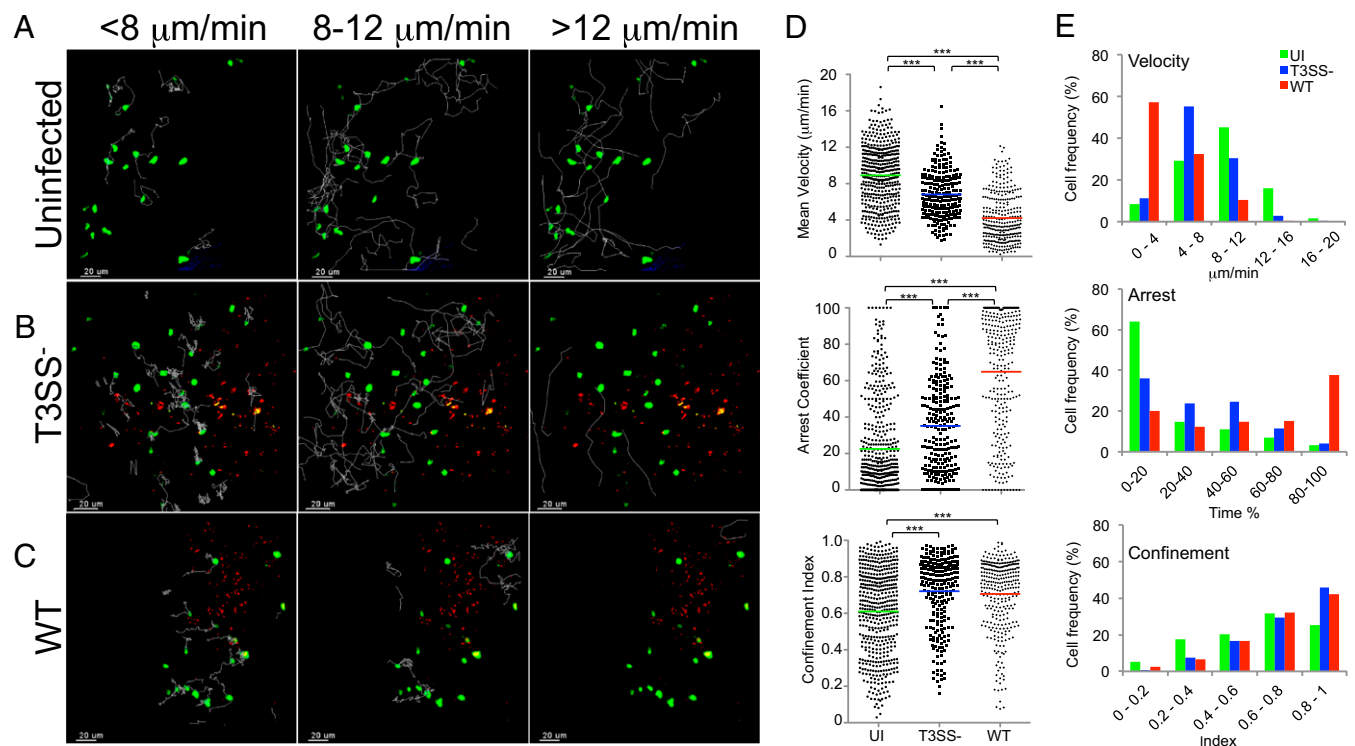 A
<8 μm/min
8-12 μm/min
>12 μm/min
Uninfected
20 um
20 um
20 um
B
T3SS-
20 um
20 um
20 um
C
WT
20 um
20 um
20 um
D
Mean Velocity (μm/min)
20
16
12
8
4
0
***
***
***
Arrest Coefficient
100
80
60
40
20
0
***
***
***
Confinement Index
1.0
0.8
0.6
0.4
0.2
0.0
***
***
UI
T3SS-
WT
E
Velocity
UI
T3SS-
WT
Cell frequency (%)
80
60
40
20
0
0 - 4
4 - 8
8 - 12
12 - 16
16 - 20
μm/min
Arrest
Cell frequency (%)
80
60
40
20
0
0-20
20-40
40-60
60-80
80-100
Time %
Confinement
Cell frequency (%)
80
60
40
20
0
0 - 0.2
0.2 - 0.4
0.4 - 0.6
0.6 - 0.8
0.8 - 1
Index